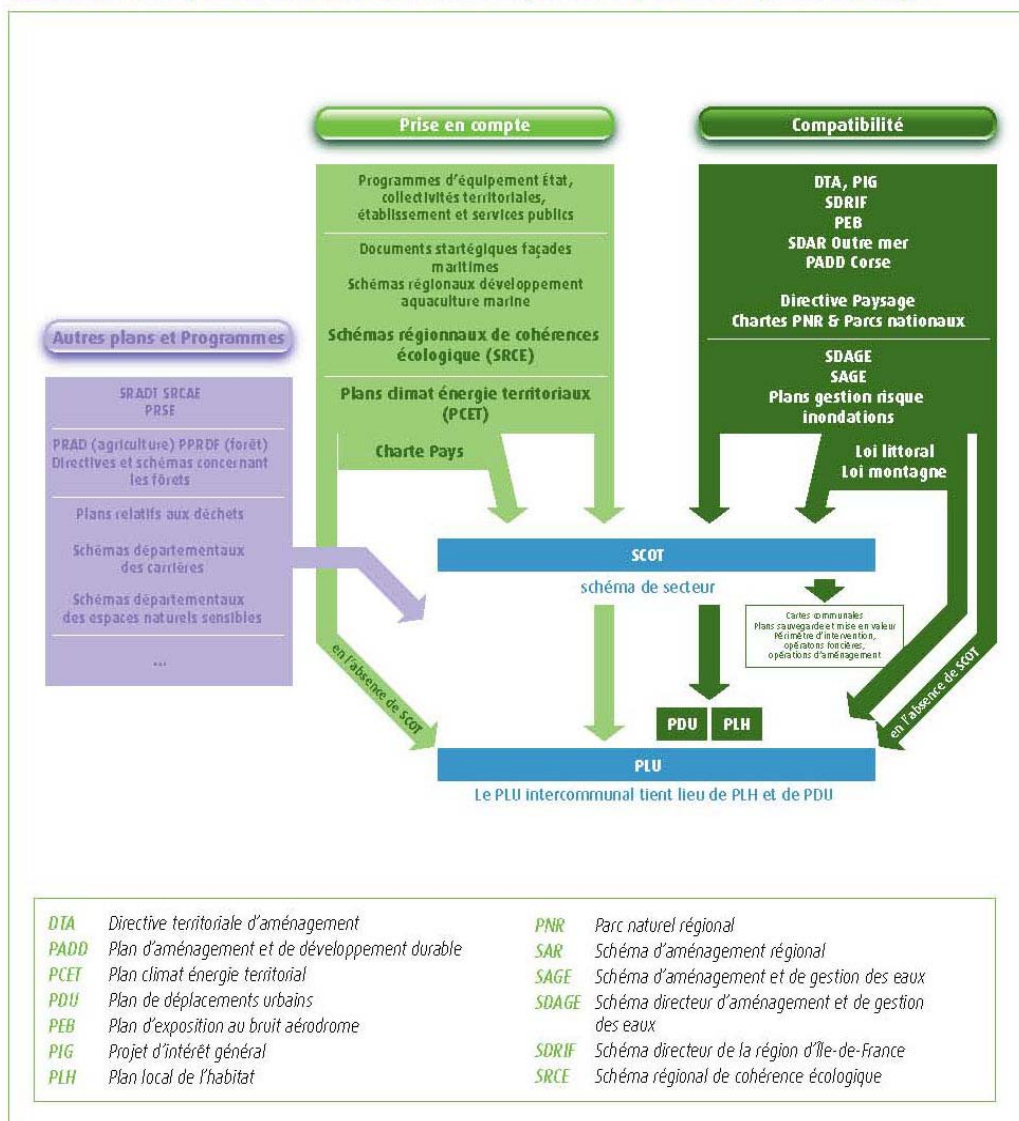 Prise en compte
Programmes d'équipement État,
collectivités territoriales,
établissement et services publics
Documents startégiques façades
maritimes
Schémas régionaux développement
aquaculture marine
Schémas régionnaux de cohérences
écologique (SRCE)
Plans climat énergie territoriaux
(PCET)
Charte Pays
Compatibilité
DTA, PIG
SDRIF
PEB
SDAR Outre mer
PADD Corse
Directive Paysage
Chartes PNR & Parcs nationaux
SDAGE
SAGE
Plans gestion risque
inondations
Loi littoral
Loi montagne
Autres plans et Programmes
SRADT SRCAE
PRSE
PRAD (agriculture) PPRDF (forêt)
Directives et schémas concernant
les fôrets
Plans relatifs aux déchets
Schémas départementaux
des carrières
Schémas départementaux
des espaces naturels sensibles
...
SCOT
schéma de secteur
Cartes communales
Plans sauvegarde et mise en valeur
Périmètre d'intervention,
opératons foncières,
opérations d'aménagement
en l'absence de SCOT
en l'absence de SCOT
PDU PLH
PLU
Le PLU intercommunal tient lieu de PLH et de PDU
DTA Directive territoriale d'aménagement
PADD Plan d'aménagement et de développement durable
PCET Plan climat énergie territorial
PDU Plan de déplacements urbains
PEB Plan d'exposition au bruit aérodrome
PIG Projet d'intérêt général
PLH Plan local de l'habitat
PNR Parc naturel régional
SAR Schéma d'aménagement régional
SAGE Schéma d'aménagement et de gestion des eaux
SDAGE Schéma directeur d'aménagement et de gestion
des eaux
SDRIF Schéma directeur de la région d'Île-de-France
SRCE Schéma régional de cohérence écologique